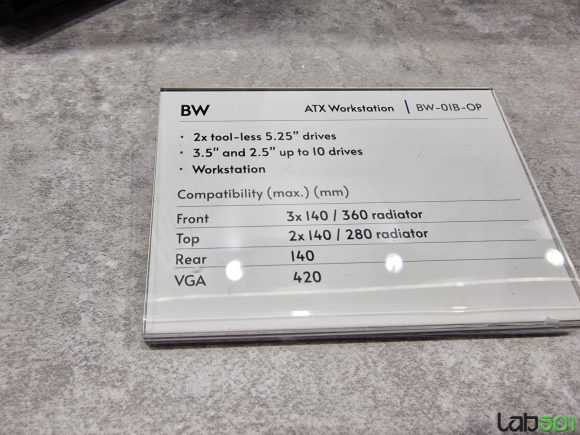 BW ATX Workstation | BW-01B-OP
· 2x tool-less 5.25" drives
· 3.5" and 2.5" up to 10 drives
· Workstation
Compatibility (max.) (mm)
Front 3x 140 / 360 radiator
Top 2x 140 / 280 radiator
Rear 140
VGA 420
Lab501